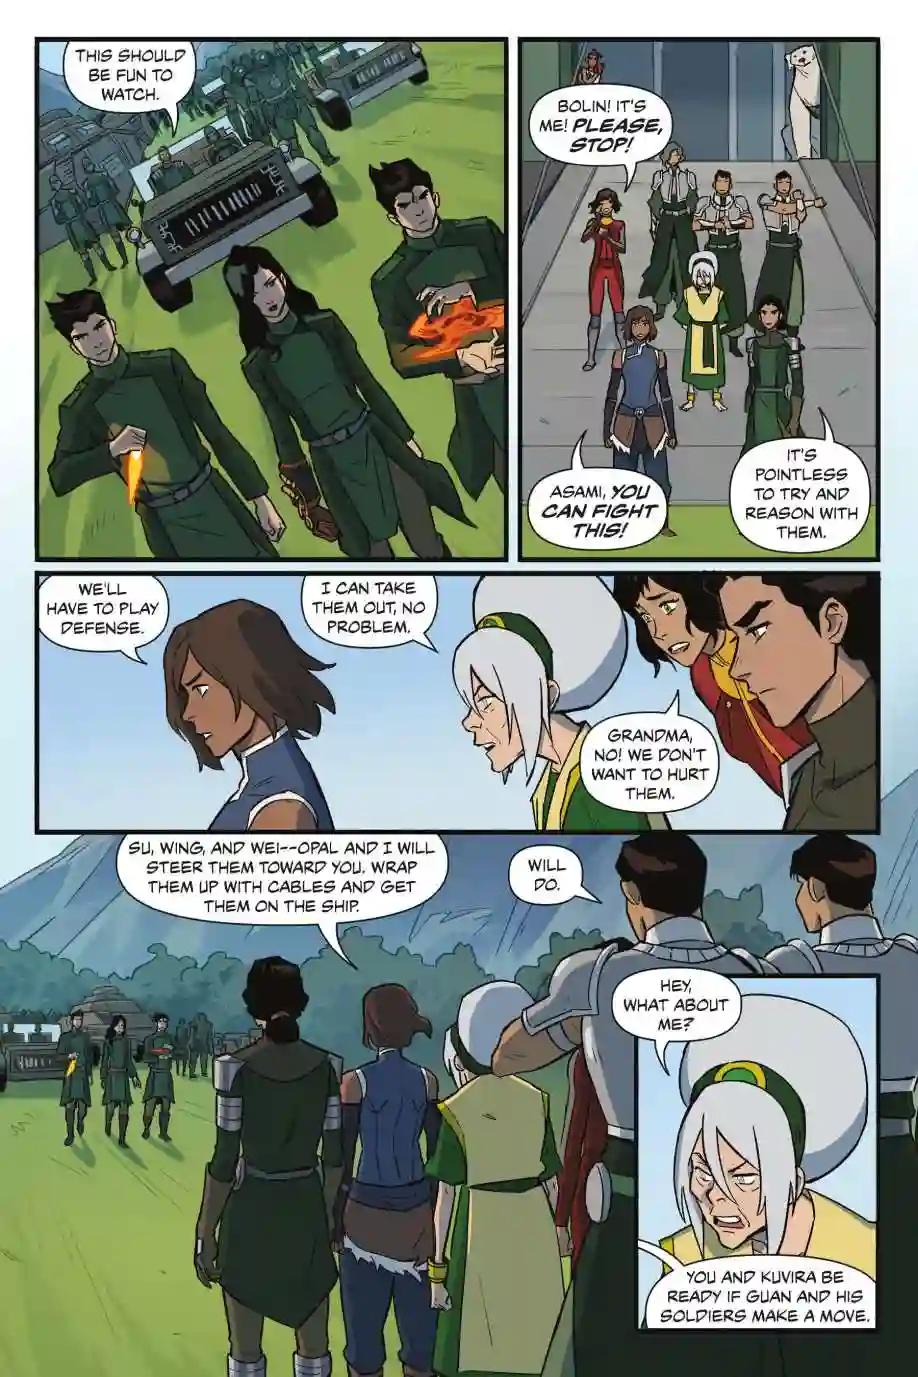 THIS SHOULD
BE FUN TO
WATCH.
BOLIN! IT'S
ME! PLEASE,
STOP!
ASAMI, YOU
CAN FIGHT
THIS!
IT'S
POINTLESS
TO TRY AND
REASON WITH
THEM.
WE'LL
HAVE TO PLAY
DEFENSE.
I CAN TAKE
THEM OUT, NO
PROBLEM.
GRANDMA,
NO! WE DON'T
WANT TO HURT
THEM.
SU, WING, AND WEI--OPAL AND I WILL
STEER THEM TOWARD YOU. WRAP
THEM UP WITH CABLES AND GET
THEM ON THE SHIP.
WILL
DO.
HEY,
WHAT ABOUT
ME?
YOU AND KUVIRA BE
READY IF GUAN AND HIS
SOLDIERS MAKE A MOVE.